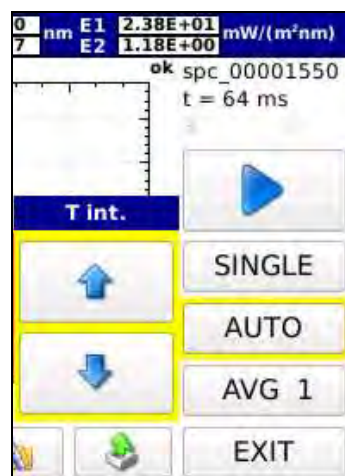 0 nm E1 2.38E+01 mW/(m²nm)
7 E2 1.18E+00
ok spc_00001550
t = 64 ms
T int.
SINGLE
AUTO
AVG 1
EXIT